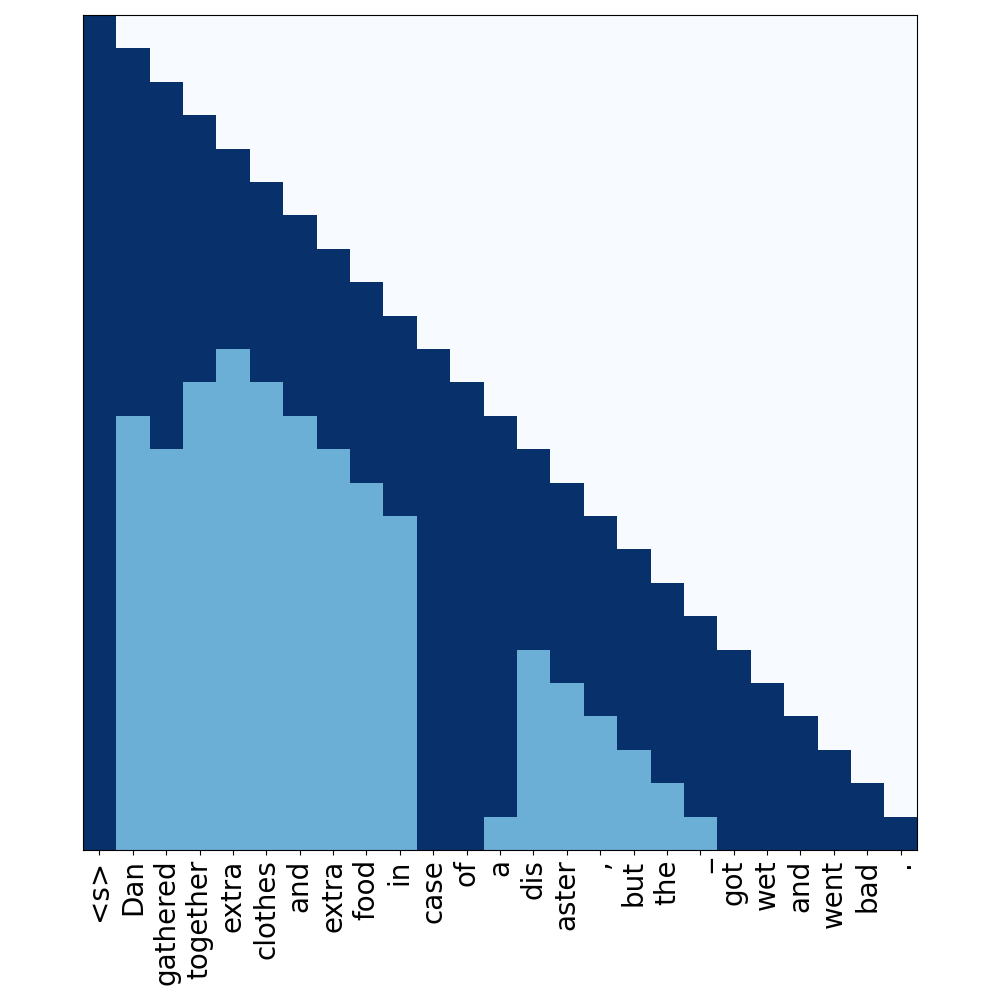 <s> Dan gathered together extra clothes and extra food in case of a dis aster , but the _ got wet and went bad .